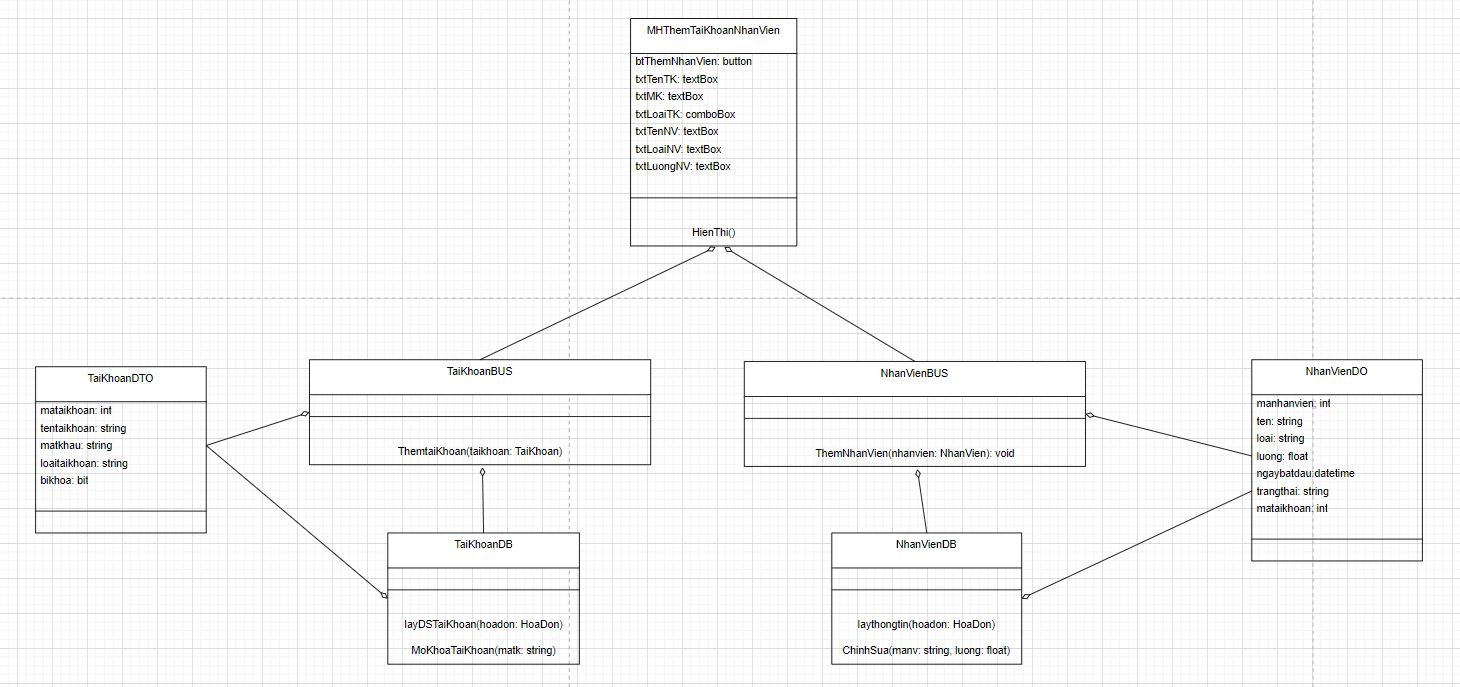 MHThemTaiKhoanNhanVien
btThemNhanVien: button
txtTenTK: textBox
txtMK: textBox
txtLoaiTK: comboBox
txtTenNV: textBox
txtLoaiNV: textBox
txtLuongNV: textBox
HienThi()
TaiKhoanDTO
mataikhoan: int
tentaikhoan: string
matkhau: string
loaitaikhoan: string
bikhoa: bit
TaiKhoanBUS
ThemtaiKhoan(taikhoan: TaiKhoan)
NhanVienBUS
ThemNhanVien(nhanvien: NhanVien): void
NhanVienDO
manhanvien: int
ten: string
loai: string
luong: float
ngaybatdau:datetime
trangthai: string
mataikhoan: int
TaiKhoanDB
layDSTaiKhoan(hoadon: HoaDon)
MoKhoaTaiKhoan(matk: string)
NhanVienDB
laythongtin(hoadon: HoaDon)
ChinhSua(manv: string, luong: float)